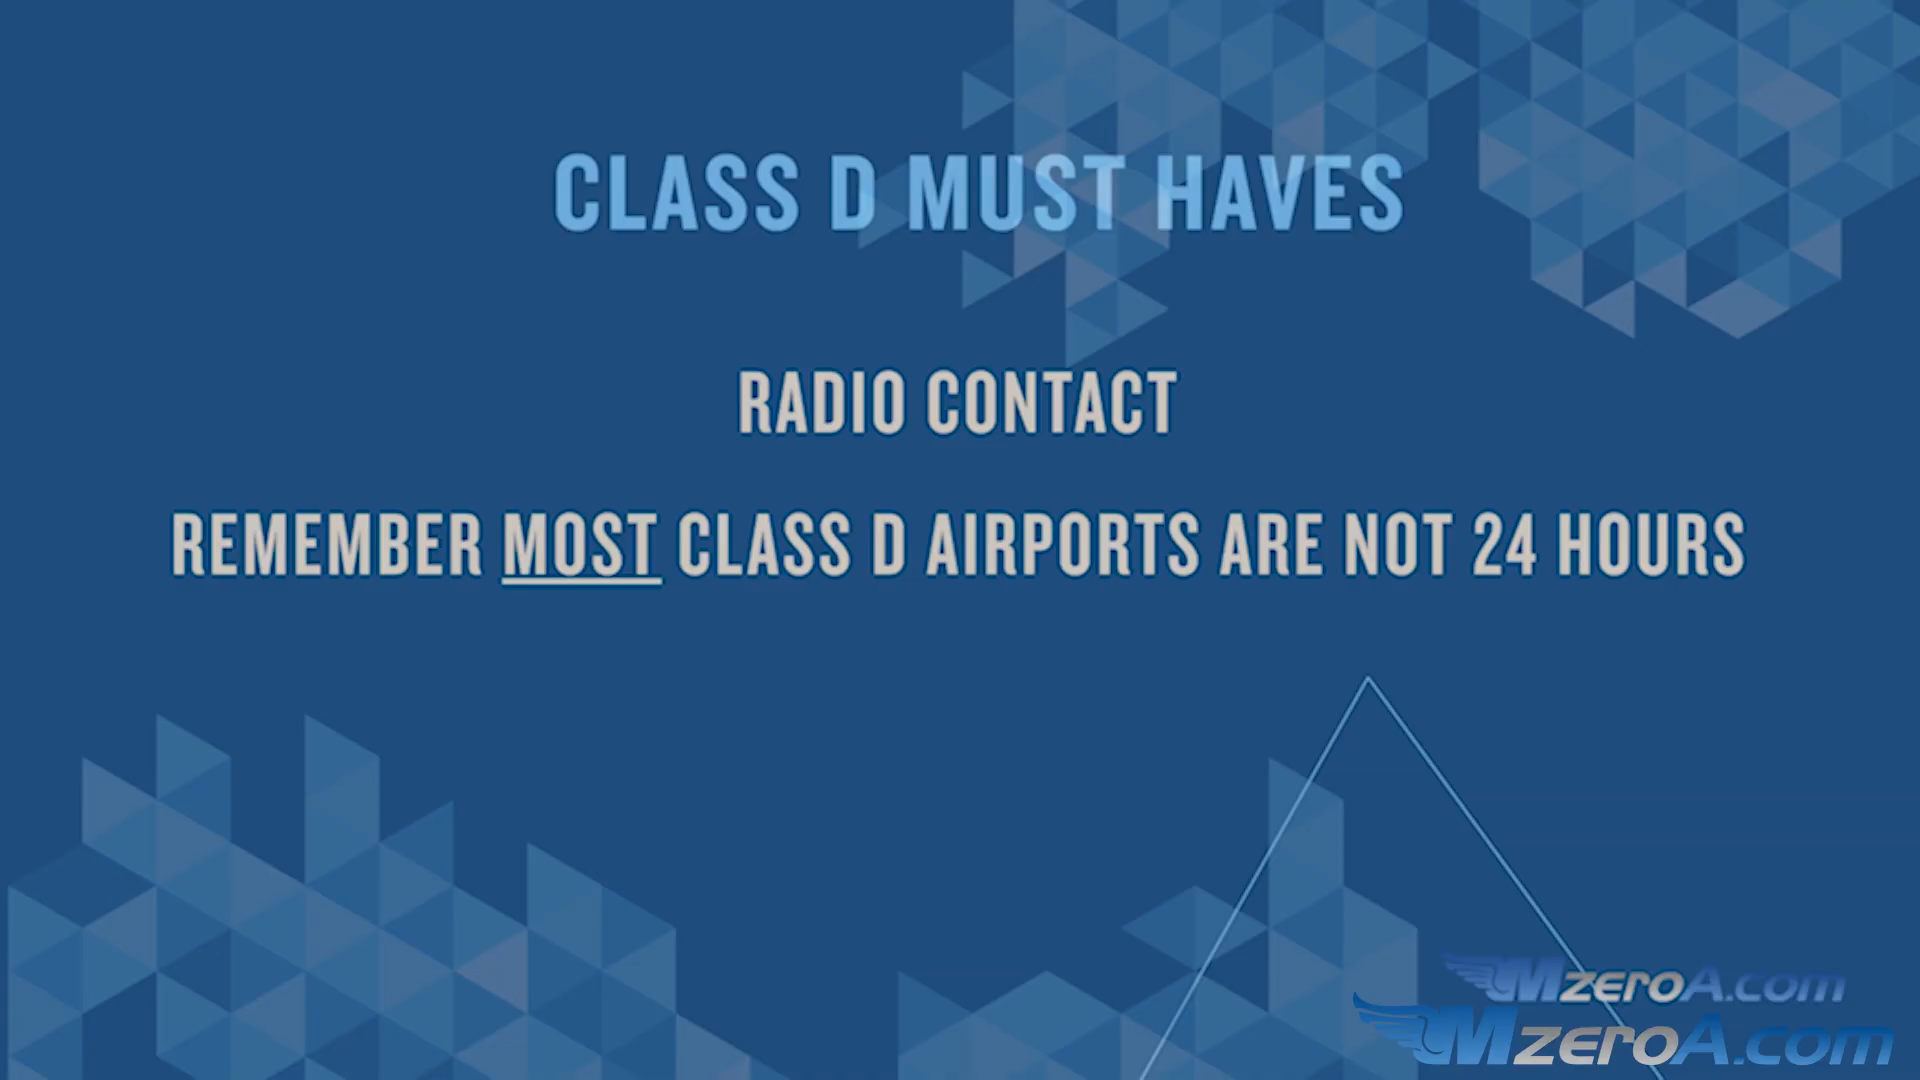 CLASS D MUST HAVES
RADIO CONTACT
REMEMBER MOST CLASS D AIRPORTS ARE NOT 24 HOURS
MzeroA.com
MzeroA.com